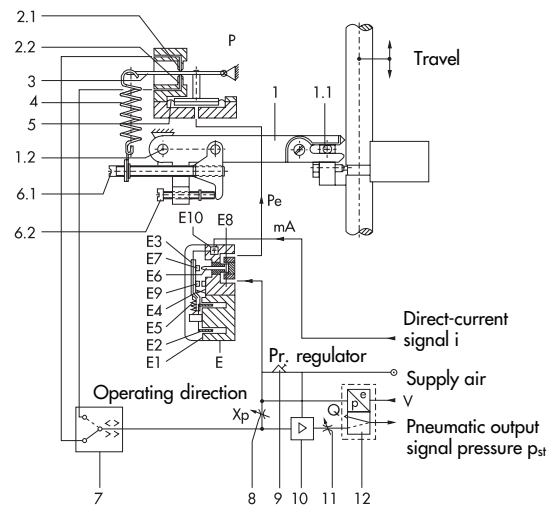 2.1
2.2
P
3
4
5
Travel
1
1.1
1.2
6.1
6.2
Pe
E10
E8
mA
E3
E7
E6
E9
E4
E5
E2
E1
E
Direct-current
signal i
Pr. regulator
Supply air
Operating direction
Xp
Q
p
e
V
< >
< >
Pneumatic output
signal pressure pst
7
8
9
10
11
12